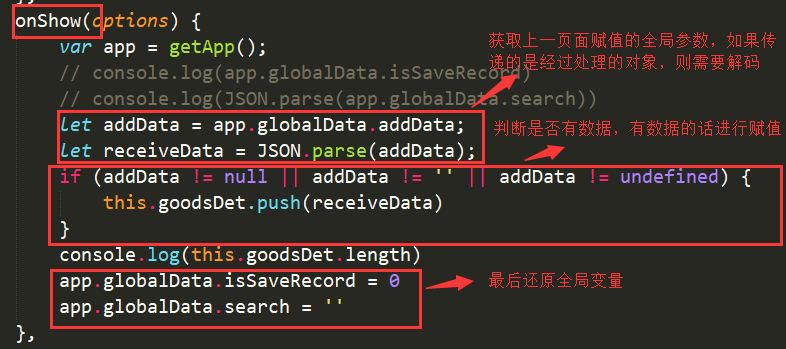 onShow(options) {
var app = getApp();
获取上一页面赋值的全局参数，如果传
递的是经过处理的对象，则需要解码
// console.log(app.globalData.isSaveRecord)
// console.log(JSON.parse(app.globalData.search))
let addData = app.globalData.addData;
判断是否有数据，有数据的话进行赋值
let receiveData = JSON.parse(addData);
if (addData != null || addData != '' || addData != undefined) {
this.goodsDet.push(receiveData)
}
console.log(this.goodsDet.length)
app.globalData.isSaveRecord = 0
最后还原全局变量
app.globalData.search = ''
},